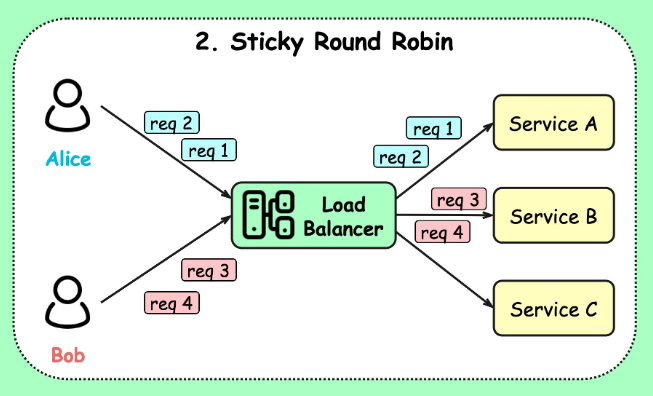 2. Sticky Round Robin
Alice
req 2
req 1
req 1
req 2
Service A
Load
Balancer
req 3
req 4
Service B
req 3
req 4
Service C
Bob